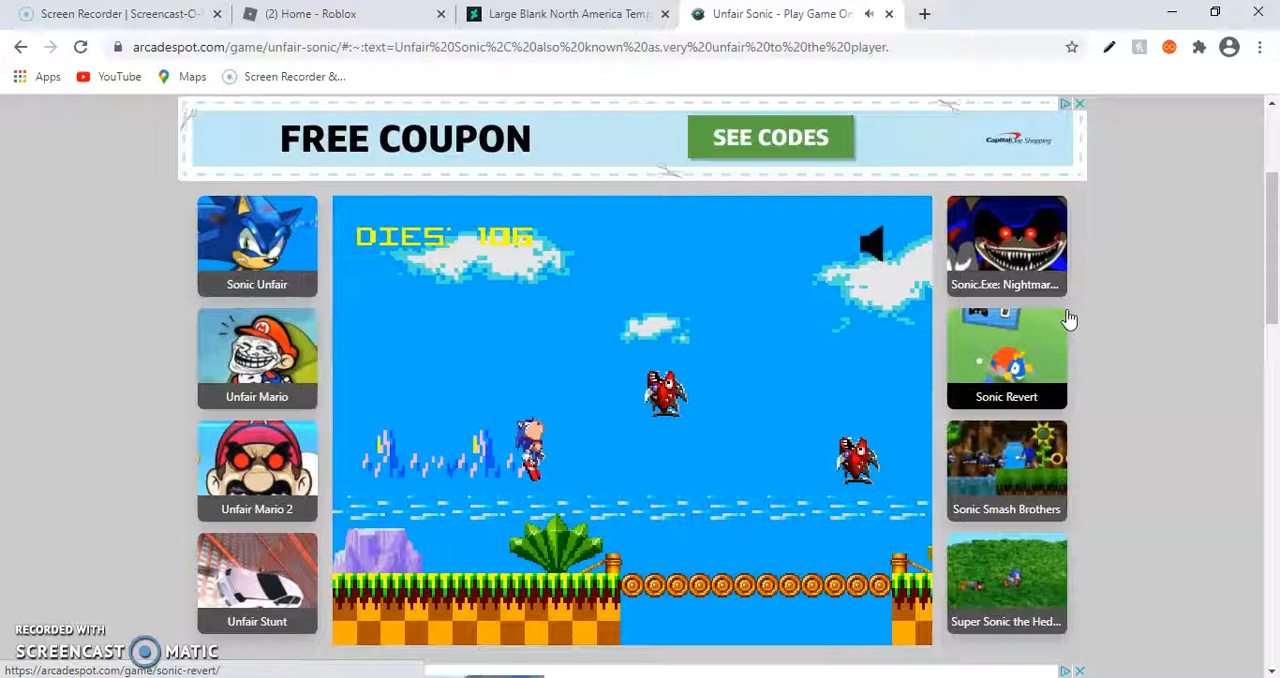 Screen Recorder | Screencast-O-
(2) Home - Roblox
Large Blank North America Temp
Unfair Sonic - Play Game On
arcadespot.com/game/unfair-sonic/#:~:text=Unfair%20Sonic%2C%20also%20known%20as,very%20unfair%20to%20the%20player.
Apps
YouTube
Maps
Screen Recorder &...
FREE COUPON
SEE CODES
Capital One Shopping
DIES: 106
Sonic Unfair
Sonic.Exe: Nightmar...
Unfair Mario
Sonic Revert
Unfair Mario 2
Sonic Smash Brothers
Unfair Stunt
Super Sonic the Hed...
RECORDED WITH
SCREENCAST MATIC
https://arcadespot.com/game/sonic-revert/